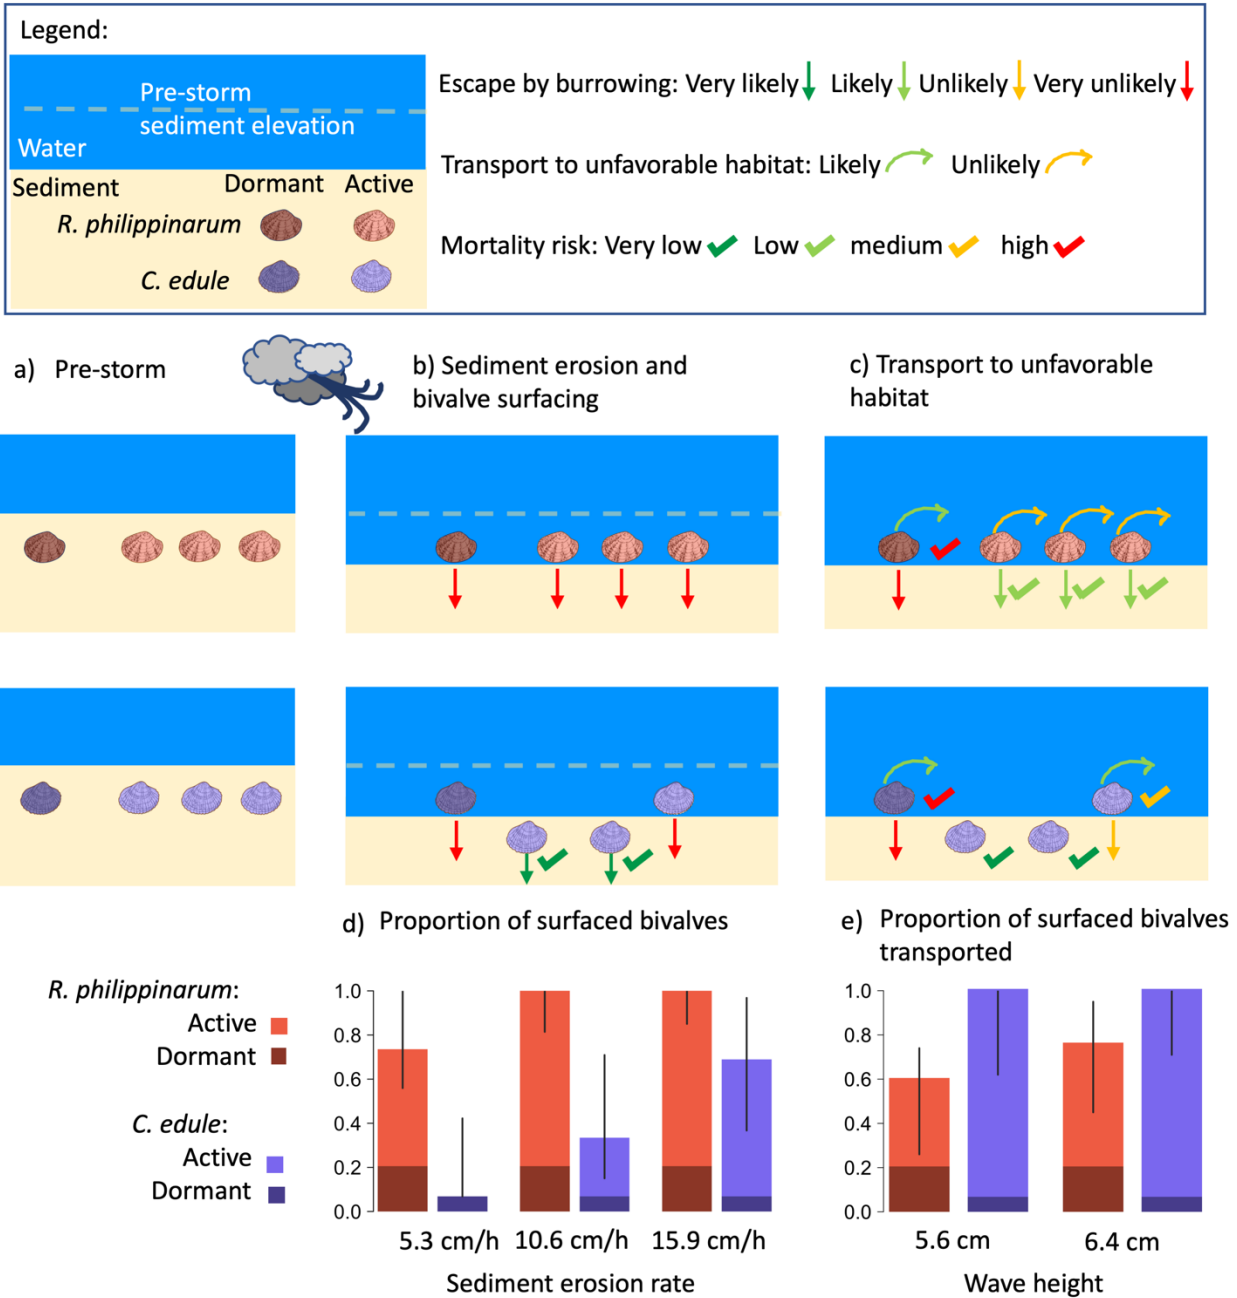 Legend:
Pre-storm
sediment elevation
Water
Sediment
Dormant Active
R. philippinarum
C. edule
Escape by burrowing: Very likely Likely Unlikely Very unlikely
Transport to unfavorable habitat: Likely Unlikely
Mortality risk: Very low Low medium high
a) Pre-storm
b) Sediment erosion and
bivalve surfacing
c) Transport to unfavorable
habitat
d) Proportion of surfaced bivalves
e) Proportion of surfaced bivalves
transported
R. philippinarum:
Active
Dormant
C. edule:
Active
Dormant
1.0
0.8
0.6
0.4
0.2
0.0
5.3 cm/h 10.6 cm/h 15.9 cm/h
Sediment erosion rate
1.0
0.8
0.6
0.4
0.2
0.0
5.6 cm 6.4 cm
Wave height